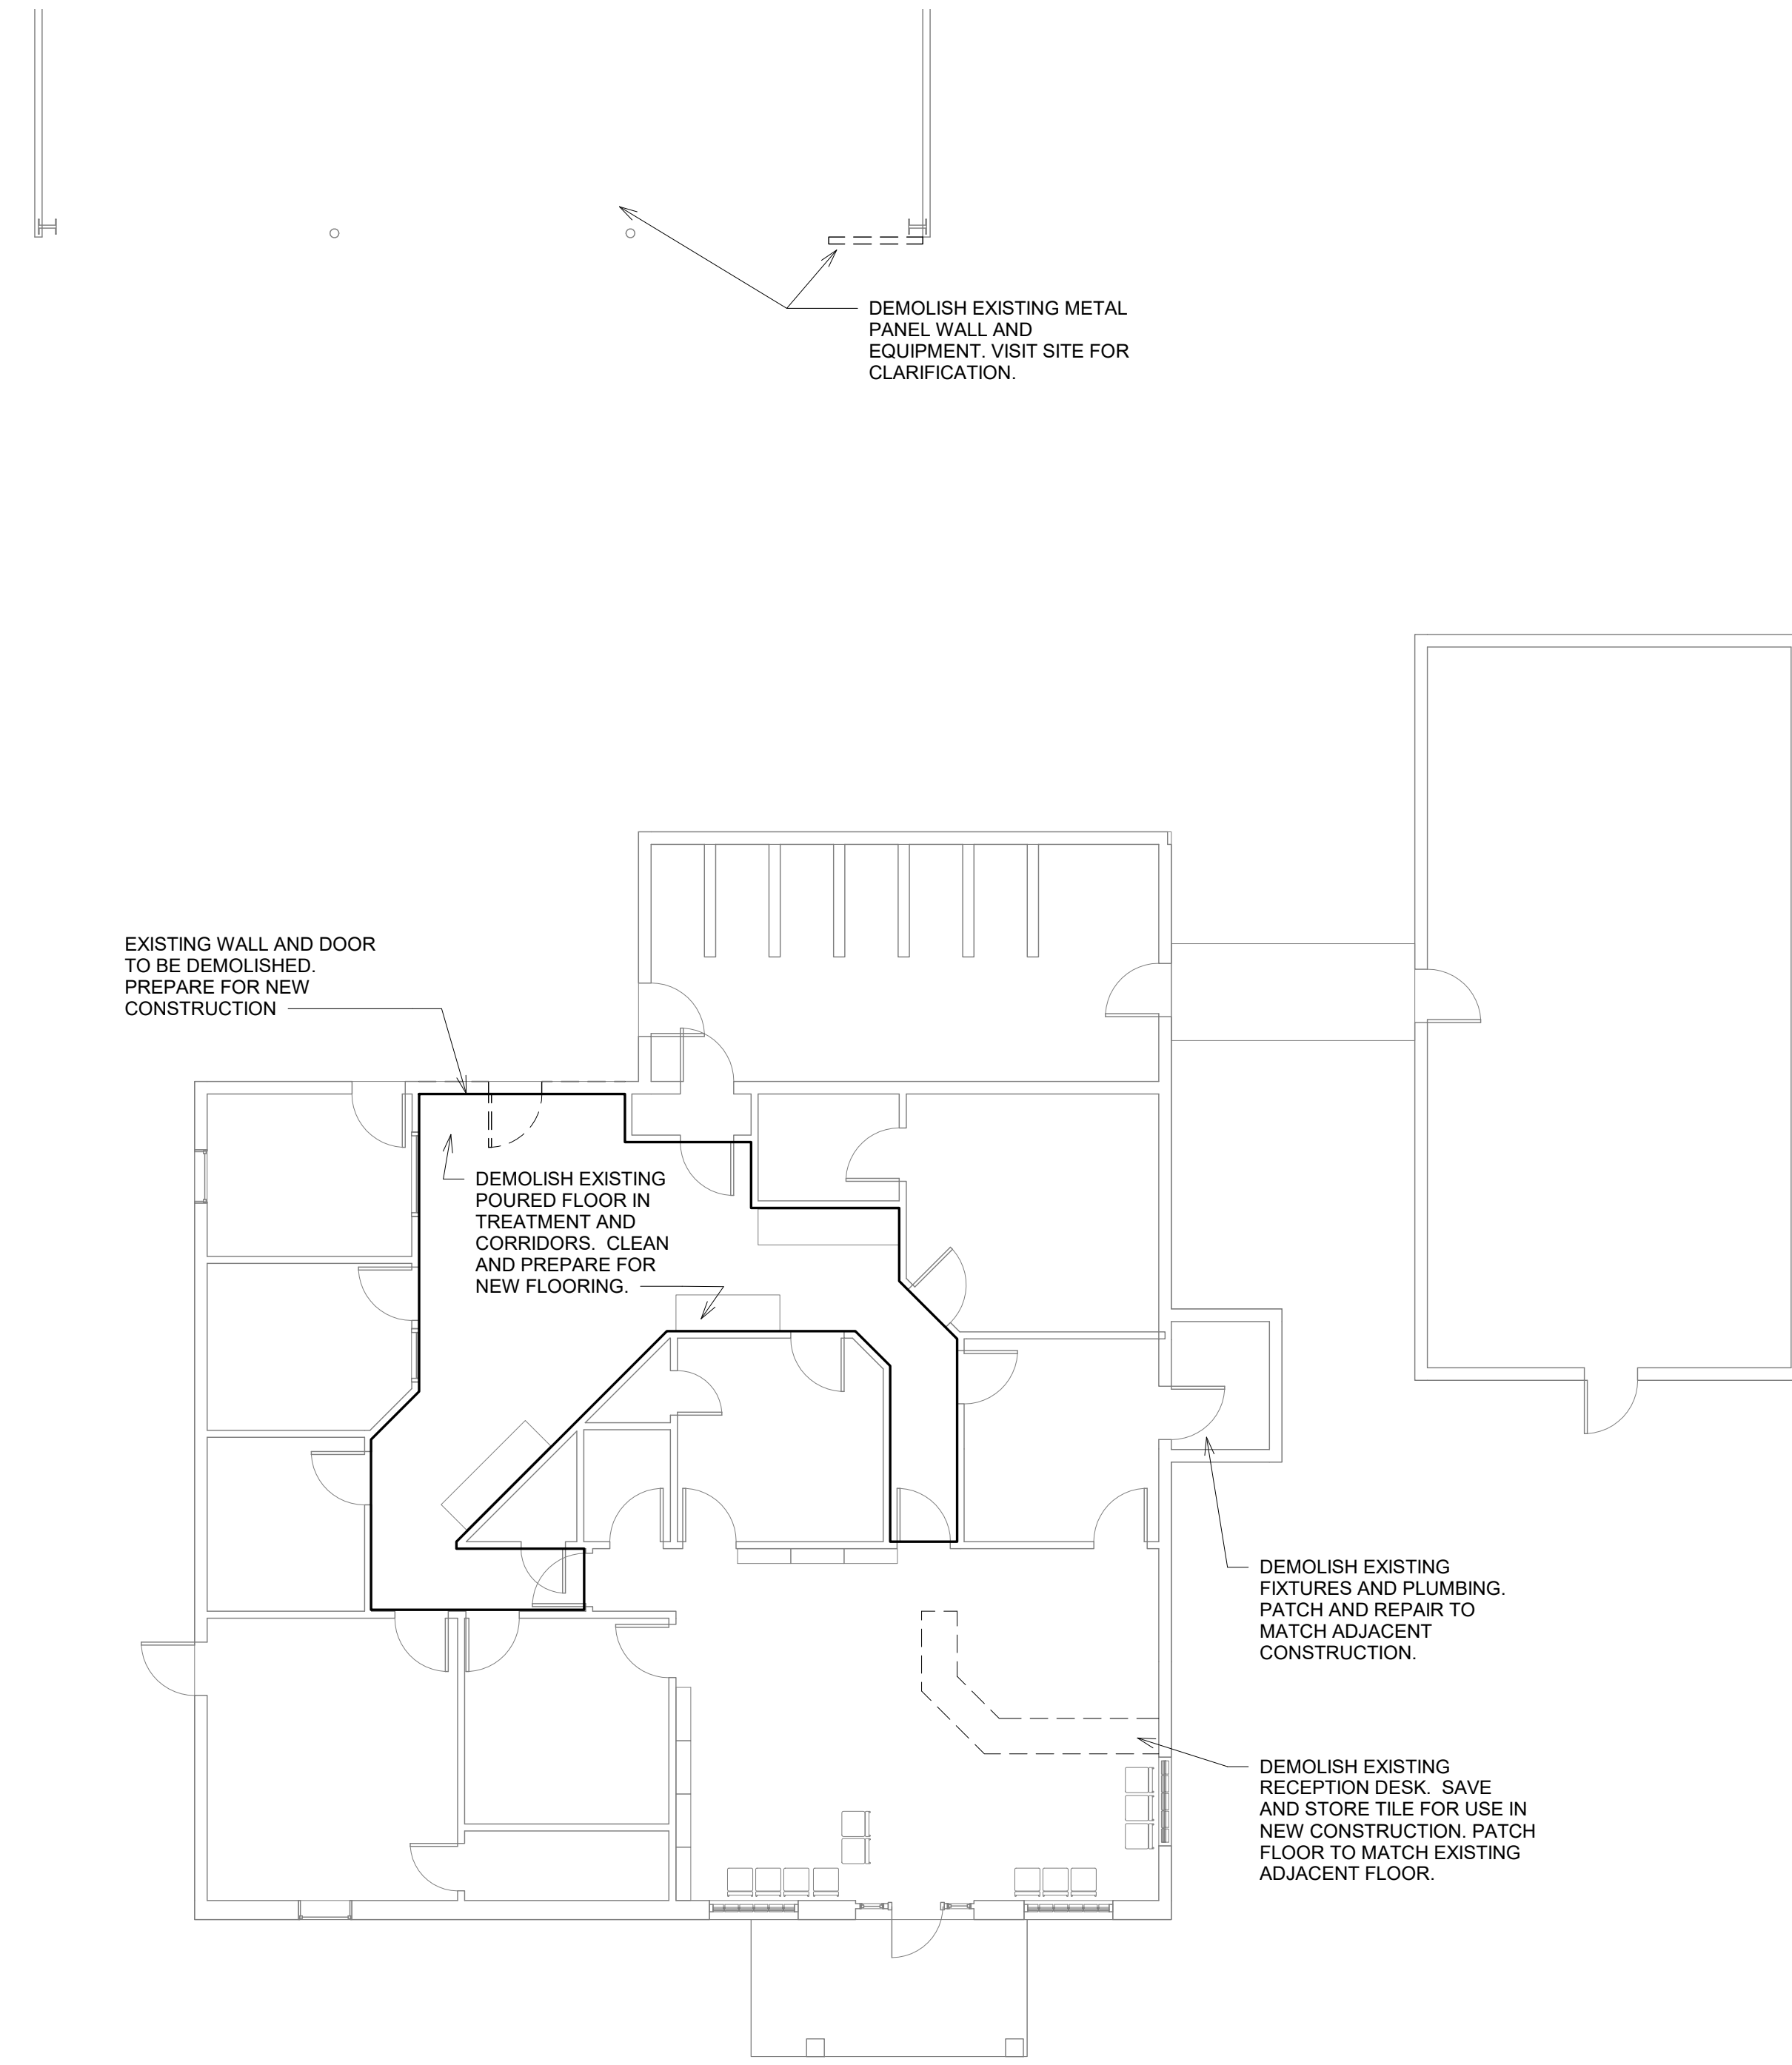 DEMOLISH EXISTING METAL
PANEL WALL AND
EQUIPMENT. VISIT SITE FOR
CLARIFICATION.
EXISTING WALL AND DOOR
TO BE DEMOLISHED.
PREPARE FOR NEW
CONSTRUCTION
DEMOLISH EXISTING
POURED FLOOR IN
TREATMENT AND
CORRIDORS.  CLEAN
AND PREPARE FOR
NEW FLOORING.
DEMOLISH EXISTING
FIXTURES AND PLUMBING.
PATCH AND REPAIR TO
MATCH ADJACENT
CONSTRUCTION.
DEMOLISH EXISTING
RECEPTION DESK.  SAVE
AND STORE TILE FOR USE IN
NEW CONSTRUCTION. PATCH
FLOOR TO MATCH EXISTING
ADJACENT FLOOR.